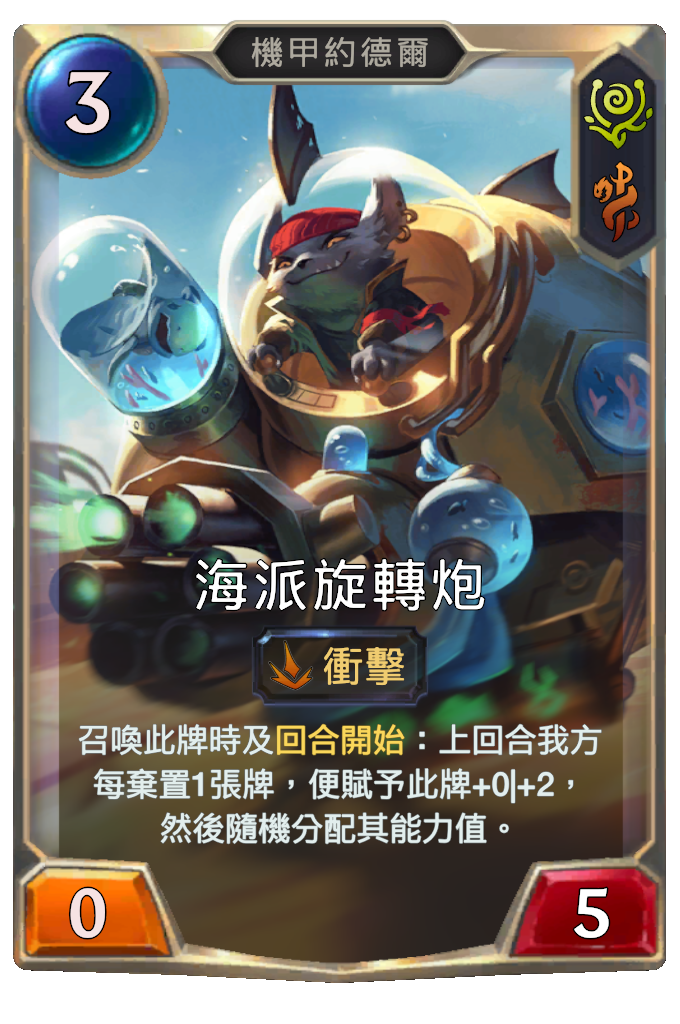 機甲約德爾
3
海派旋轉炮
衝擊
召喚此牌時及回合開始：上回合我方
每棄置1張牌，便賦予此牌+0|+2，
然後隨機分配其能力值。
0
5